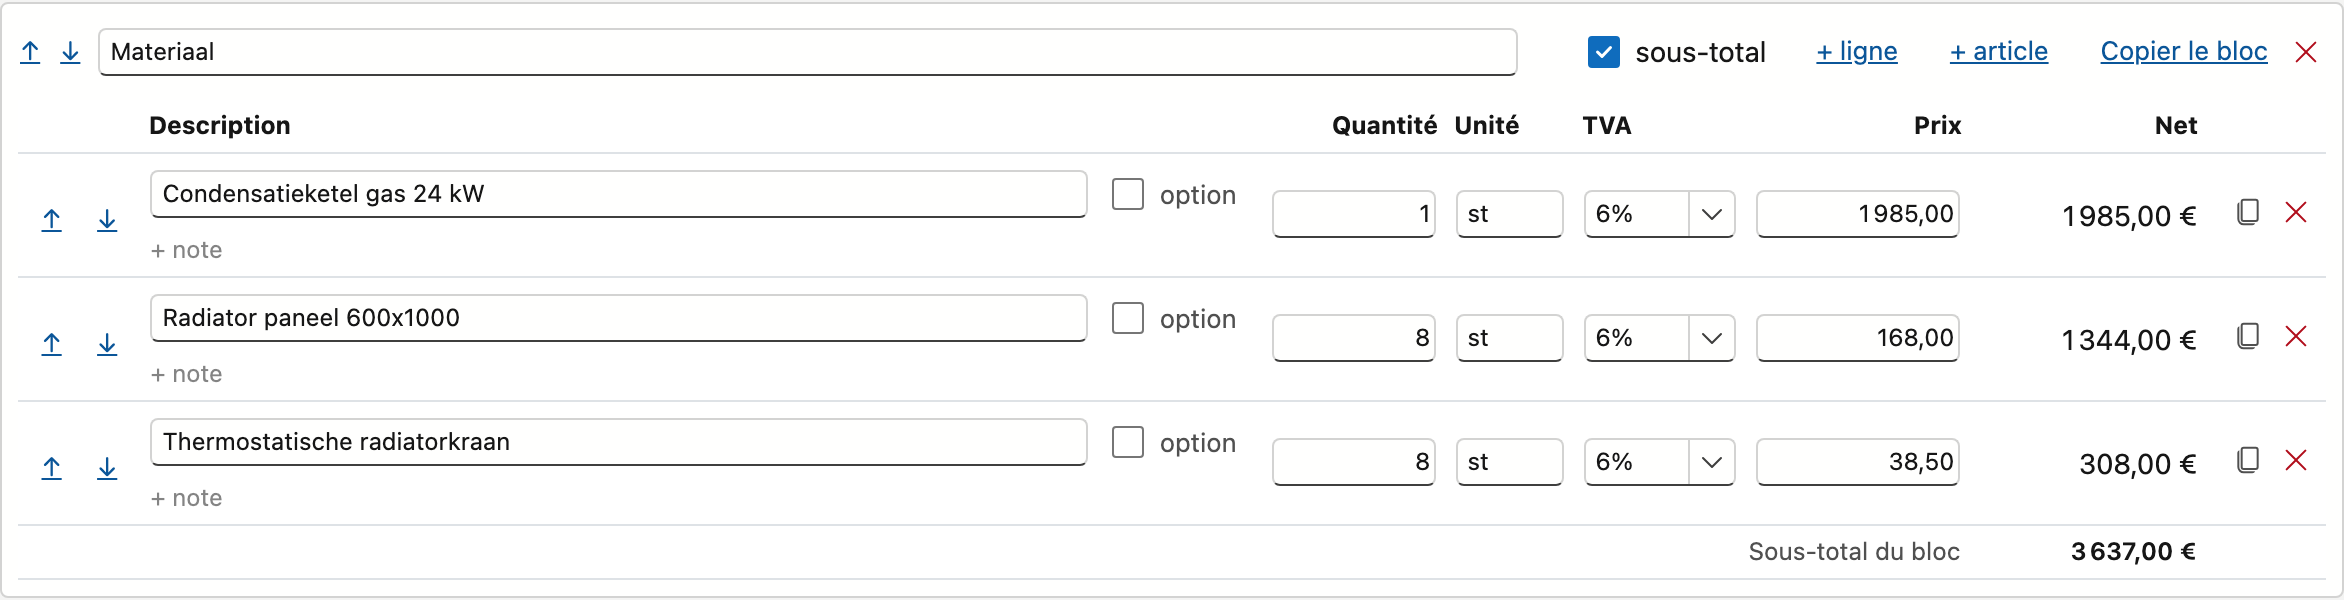 Materiaal sous-total + ligne + article Copier le bloc
Description Quantité Unité TVA Prix Net
Condensatieketel gas 24 kW option 1 st 6% 1 985,00 1 985,00 €
+ note
Radiator paneel 600x1000 option 8 st 6% 168,00 1 344,00 €
+ note
Thermostatische radiatorkraan option 8 st 6% 38,50 308,00 €
+ note
Sous-total du bloc 3 637,00 €